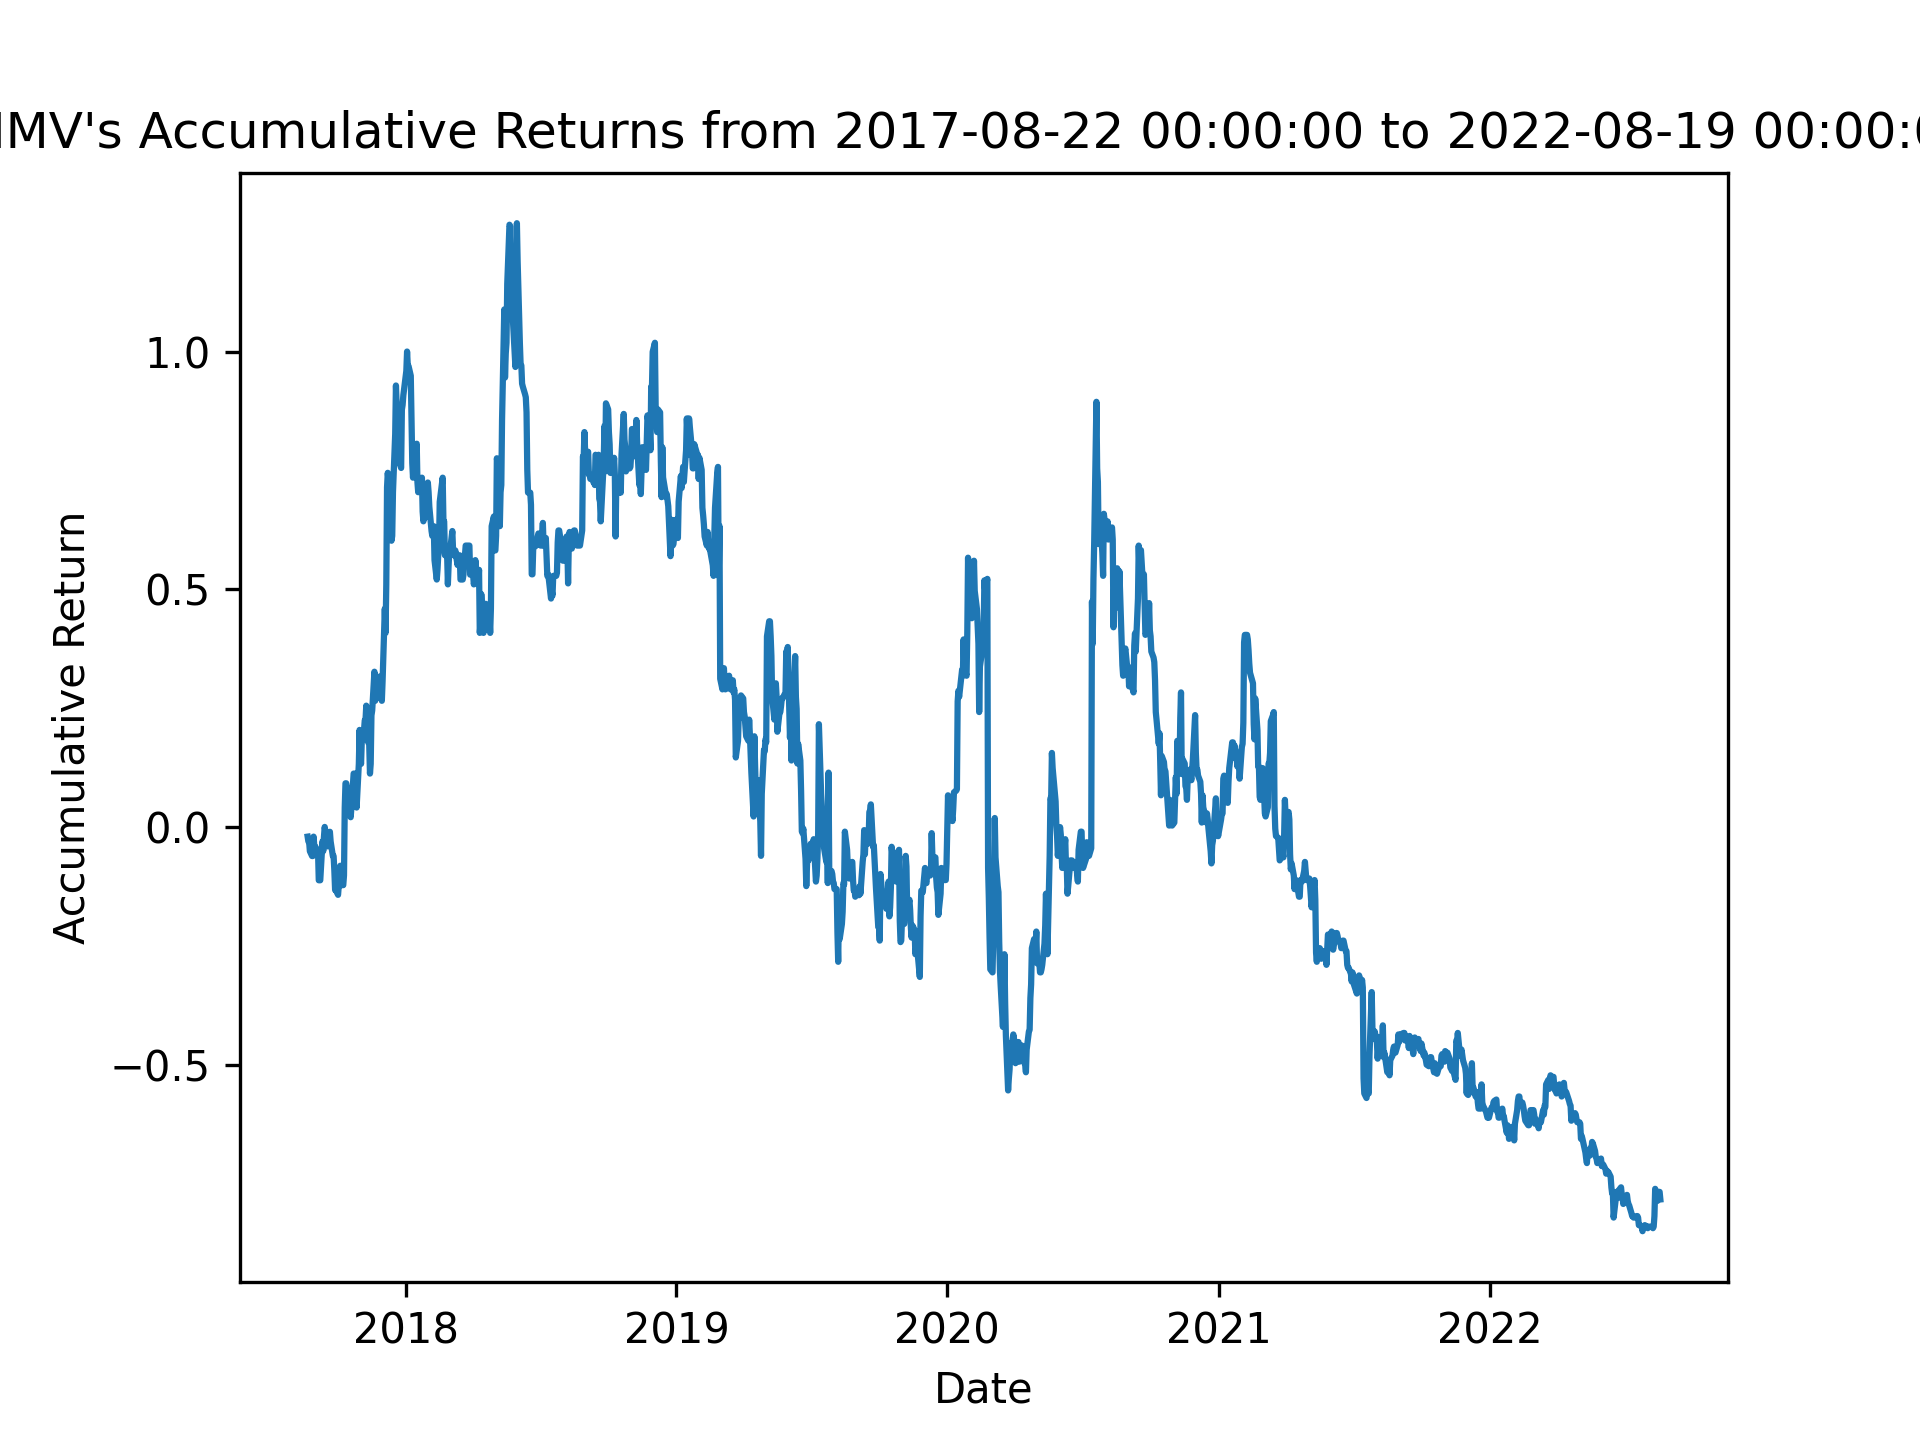 IMV's Accumulative Returns from 2017-08-22 00:00:00 to 2022-08-19 00:00:0
Accumulative Return
1.0
0.5
0.0
−0.5
2018 2019 2020 2021 2022
Date